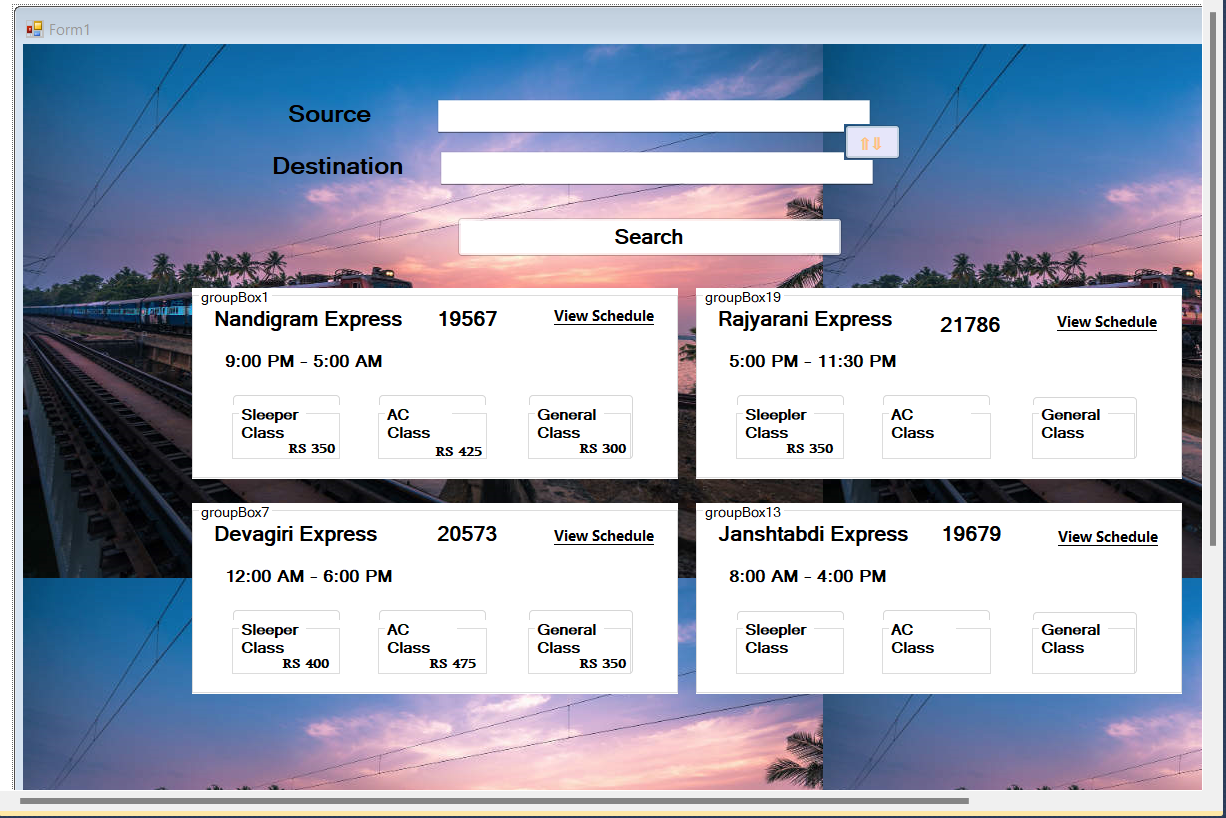 Form1
Source
Destination
⇧⇩
Search
groupBox1
Nandigram Express 19567 View Schedule
9:00 PM - 5:00 AM
Sleeper
Class
RS 350
AC
Class
RS 425
General
Class
RS 300
groupBox19
Rajyarani Express 21786 View Schedule
5:00 PM - 11:30 PM
Sleepler
Class
RS 350
AC
Class
General
Class
groupBox7
Devagiri Express 20573 View Schedule
12:00 AM - 6:00 PM
Sleeper
Class
RS 400
AC
Class
RS 475
General
Class
RS 350
groupBox13
Janshtabdi Express 19679 View Schedule
8:00 AM - 4:00 PM
Sleepler
Class
AC
Class
General
Class